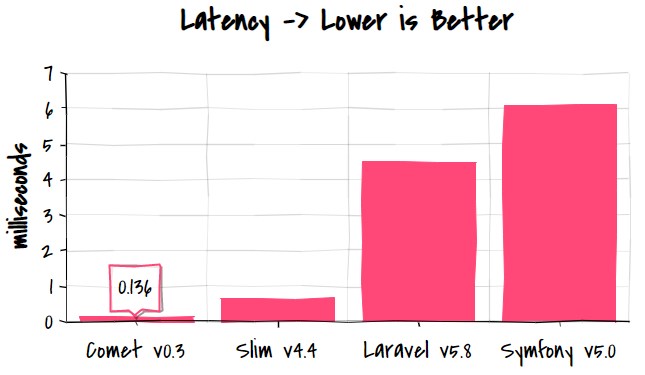 Latency -> Lower is Better
milliseconds
7
6
5
4
3
2
1
0
0.136
Comet v0.3
Slim v4.4
Laravel v5.8
Symfony v5.0